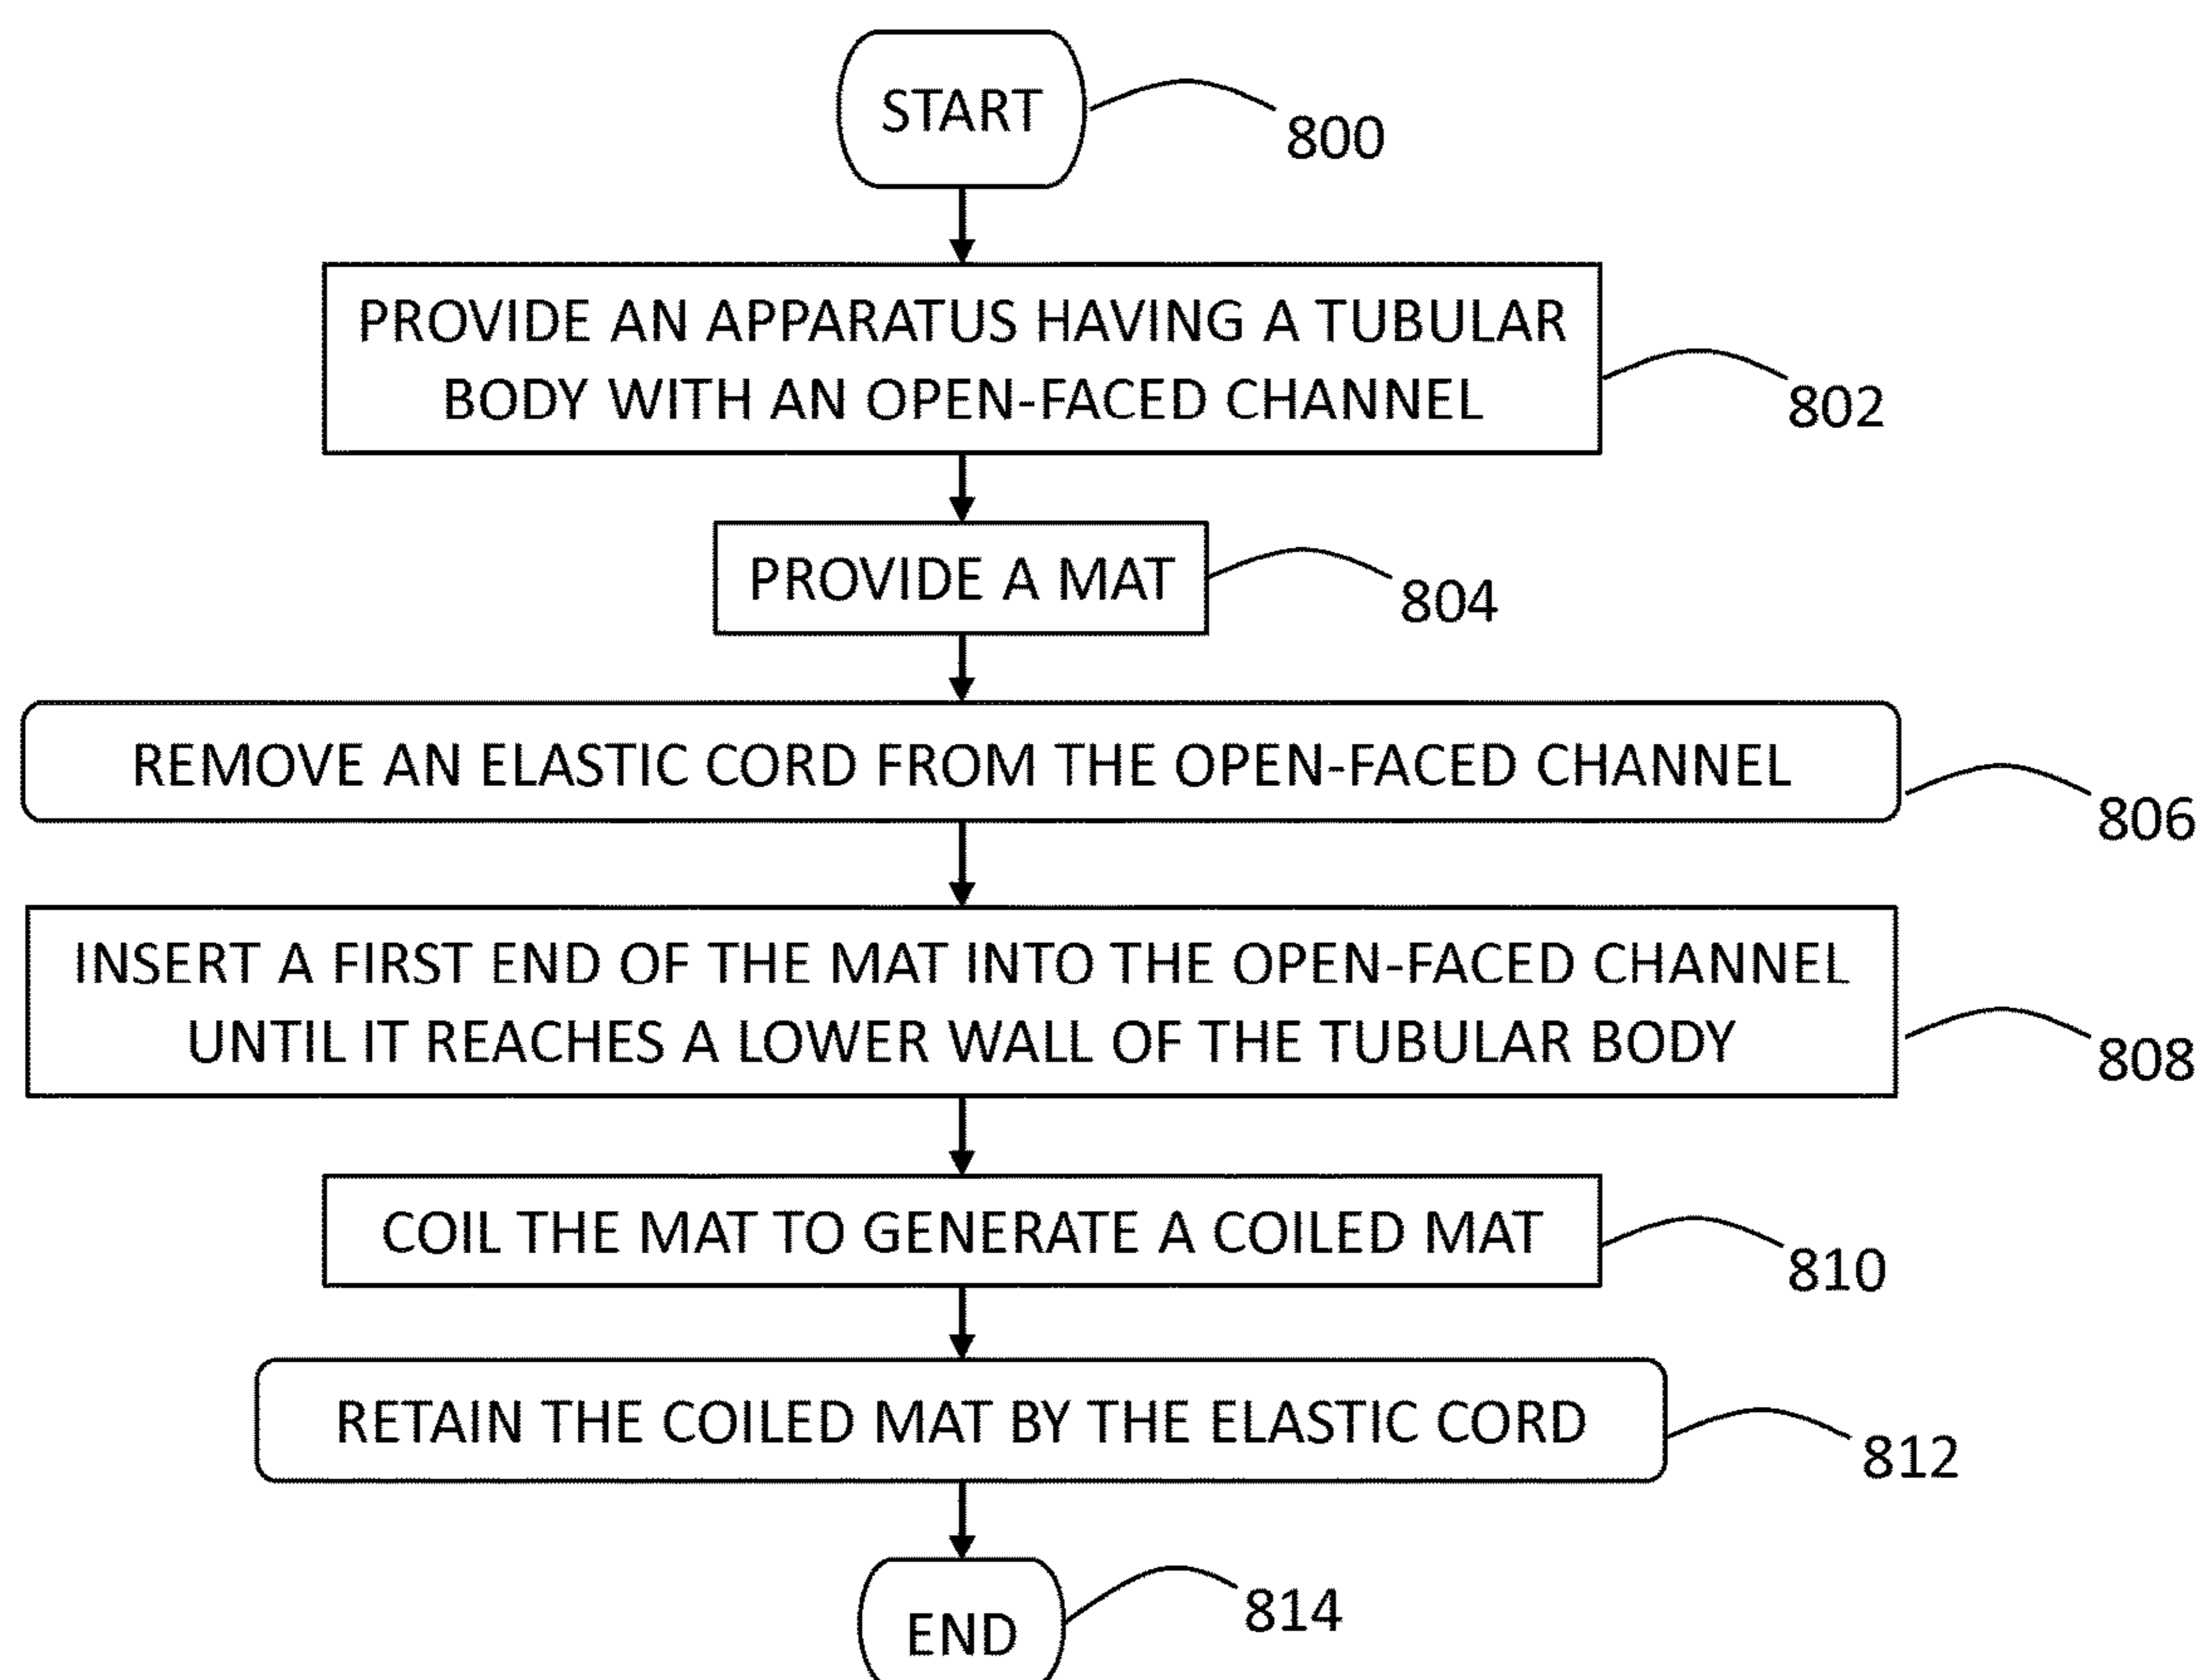 START
800
PROVIDE AN APPARATUS HAVING A TUBULAR
BODY WITH AN OPEN-FACED CHANNEL
802
PROVIDE A MAT
804
REMOVE AN ELASTIC CORD FROM THE OPEN-FACED CHANNEL
806
INSERT A FIRST END OF THE MAT INTO THE OPEN-FACED CHANNEL
UNTIL IT REACHES A LOWER WALL OF THE TUBULAR BODY
808
COIL THE MAT TO GENERATE A COILED MAT
810
RETAIN THE COILED MAT BY THE ELASTIC CORD
812
END
814